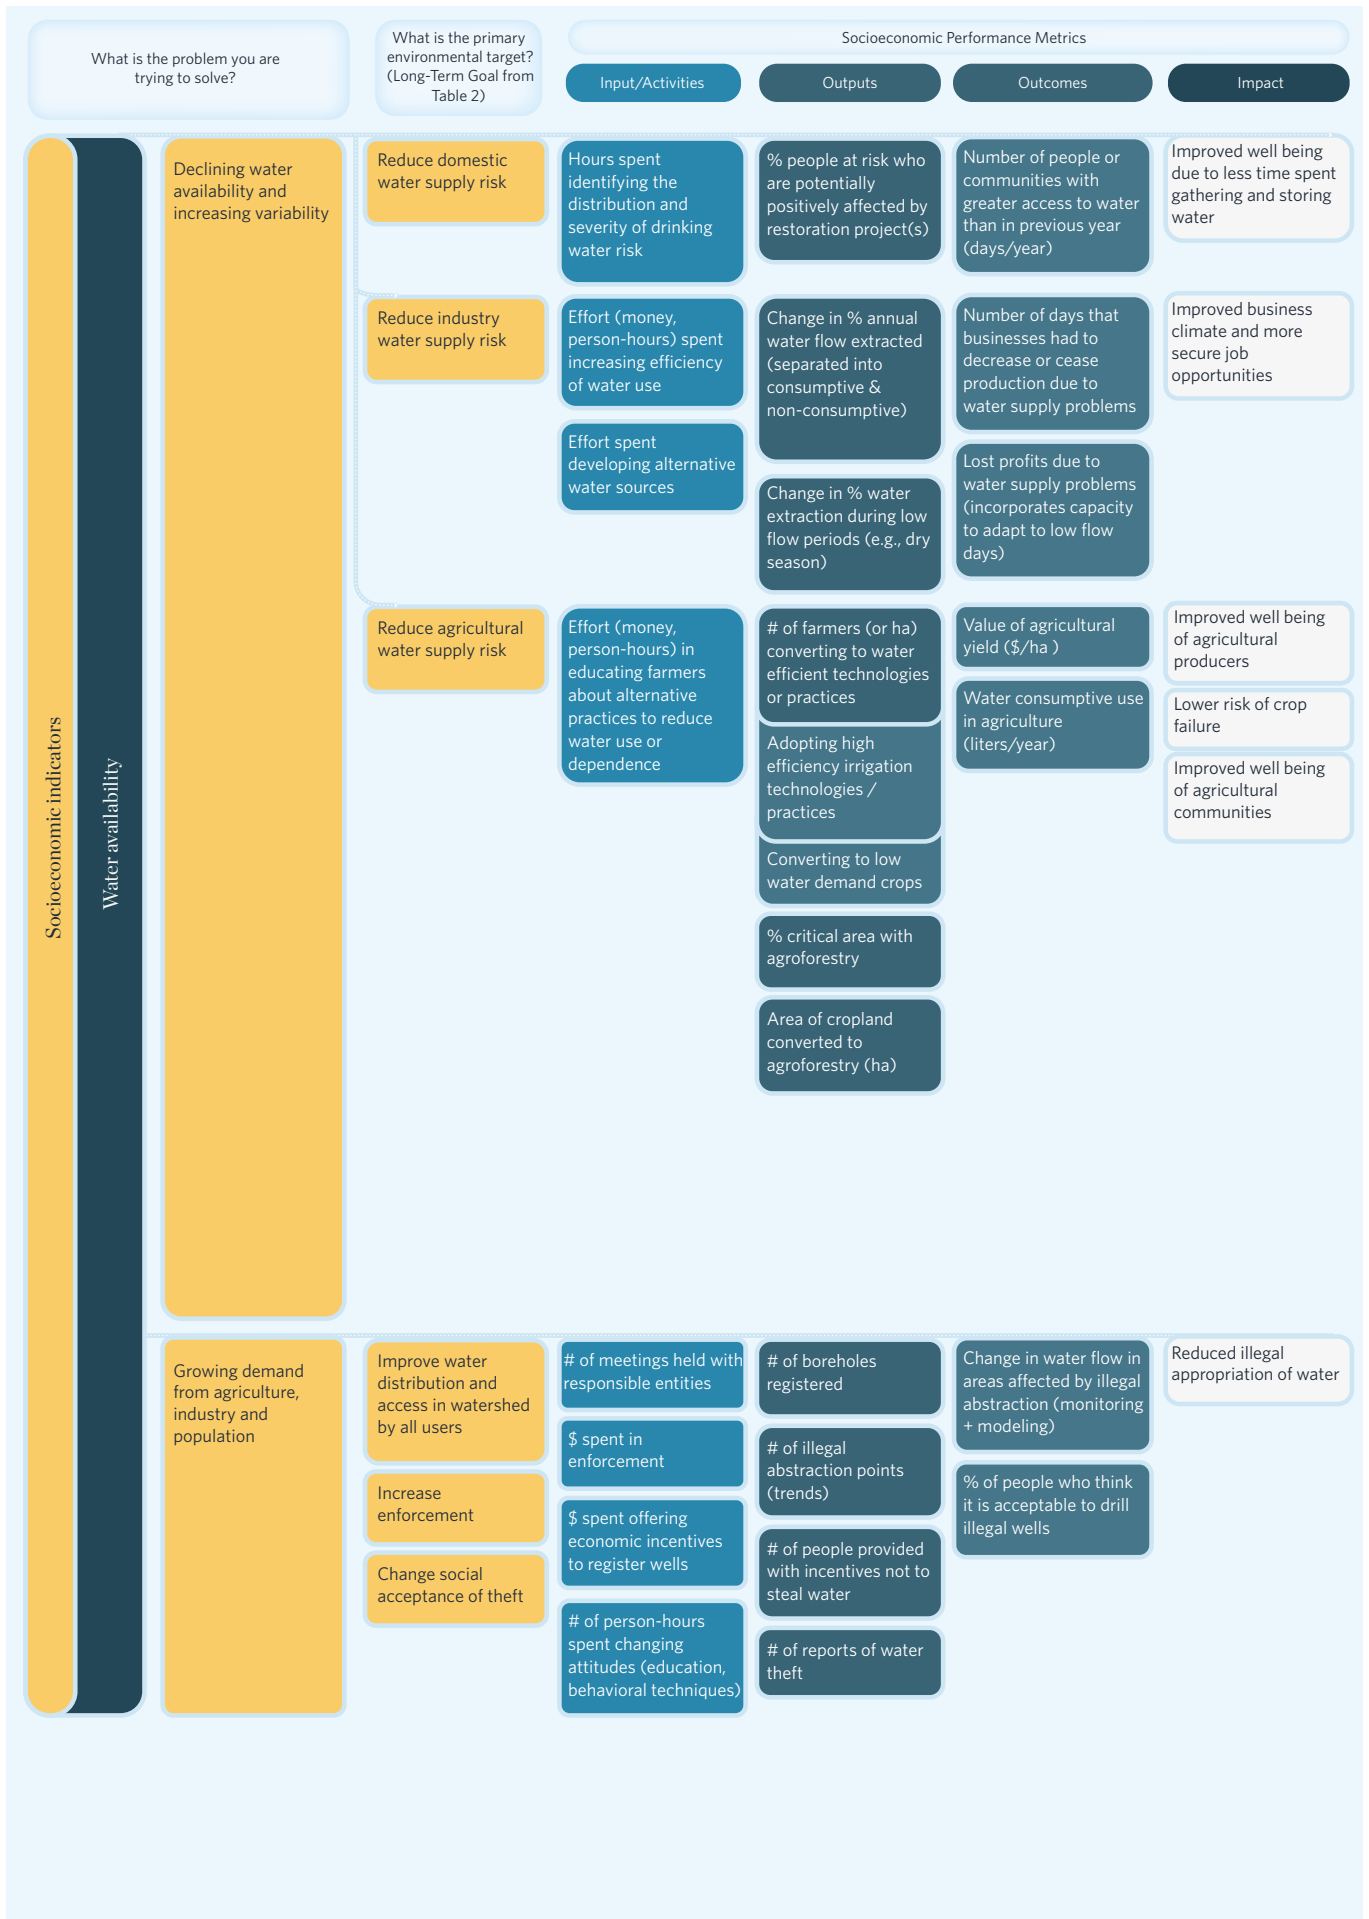 What is the problem you are
trying to solve?
What is the primary
environmental target?
(Long-Term Goal from
Table 2)
Socioeconomic Performance Metrics
Input/Activities
Outputs
Outcomes
Impact
Socioeconomic indicators
Water availability
Declining water
availability and
increasing variability
Reduce domestic
water supply risk
Hours spent
identifying the
distribution and
severity of drinking
water risk
% people at risk who
are potentially
positively affected by
restoration project(s)
Number of people or
communities with
greater access to water
than in previous year
(days/year)
Improved well being
due to less time spent
gathering and storing
water
Reduce industry
water supply risk
Effort (money,
person-hours) spent
increasing efficiency
of water use
Effort spent
developing alternative
water sources
Change in % annual
water flow extracted
(separated into
consumptive &
non-consumptive)
Change in % water
extraction during low
flow periods (e.g., dry
season)
Number of days that
businesses had to
decrease or cease
production due to
water supply problems
Lost profits due to
water supply problems
(incorporates capacity
to adapt to low flow
days)
Improved business
climate and more
secure job
opportunities
Reduce agricultural
water supply risk
Effort (money,
person-hours) in
educating farmers
about alternative
practices to reduce
water use or
dependence
# of farmers (or ha)
converting to water
efficient technologies
or practices
Adopting high
efficiency irrigation
technologies /
practices
Converting to low
water demand crops
% critical area with
agroforestry
Area of cropland
converted to
agroforestry (ha)
Value of agricultural
yield ($/ha )
Water consumptive use
in agriculture
(liters/year)
Improved well being
of agricultural
producers
Lower risk of crop
failure
Improved well being
of agricultural
communities
Growing demand
from agriculture,
industry and
population
Improve water
distribution and
access in watershed
by all users
Increase
enforcement
Change social
acceptance of theft
# of meetings held with
responsible entities
$ spent in
enforcement
$ spent offering
economic incentives
to register wells
# of person-hours
spent changing
attitudes (education,
behavioral techniques)
# of boreholes
registered
# of illegal
abstraction points
(trends)
# of people provided
with incentives not to
steal water
# of reports of water
theft
Change in water flow in
areas affected by illegal
abstraction (monitoring
+ modeling)
% of people who think
it is acceptable to drill
illegal wells
Reduced illegal
appropriation of water